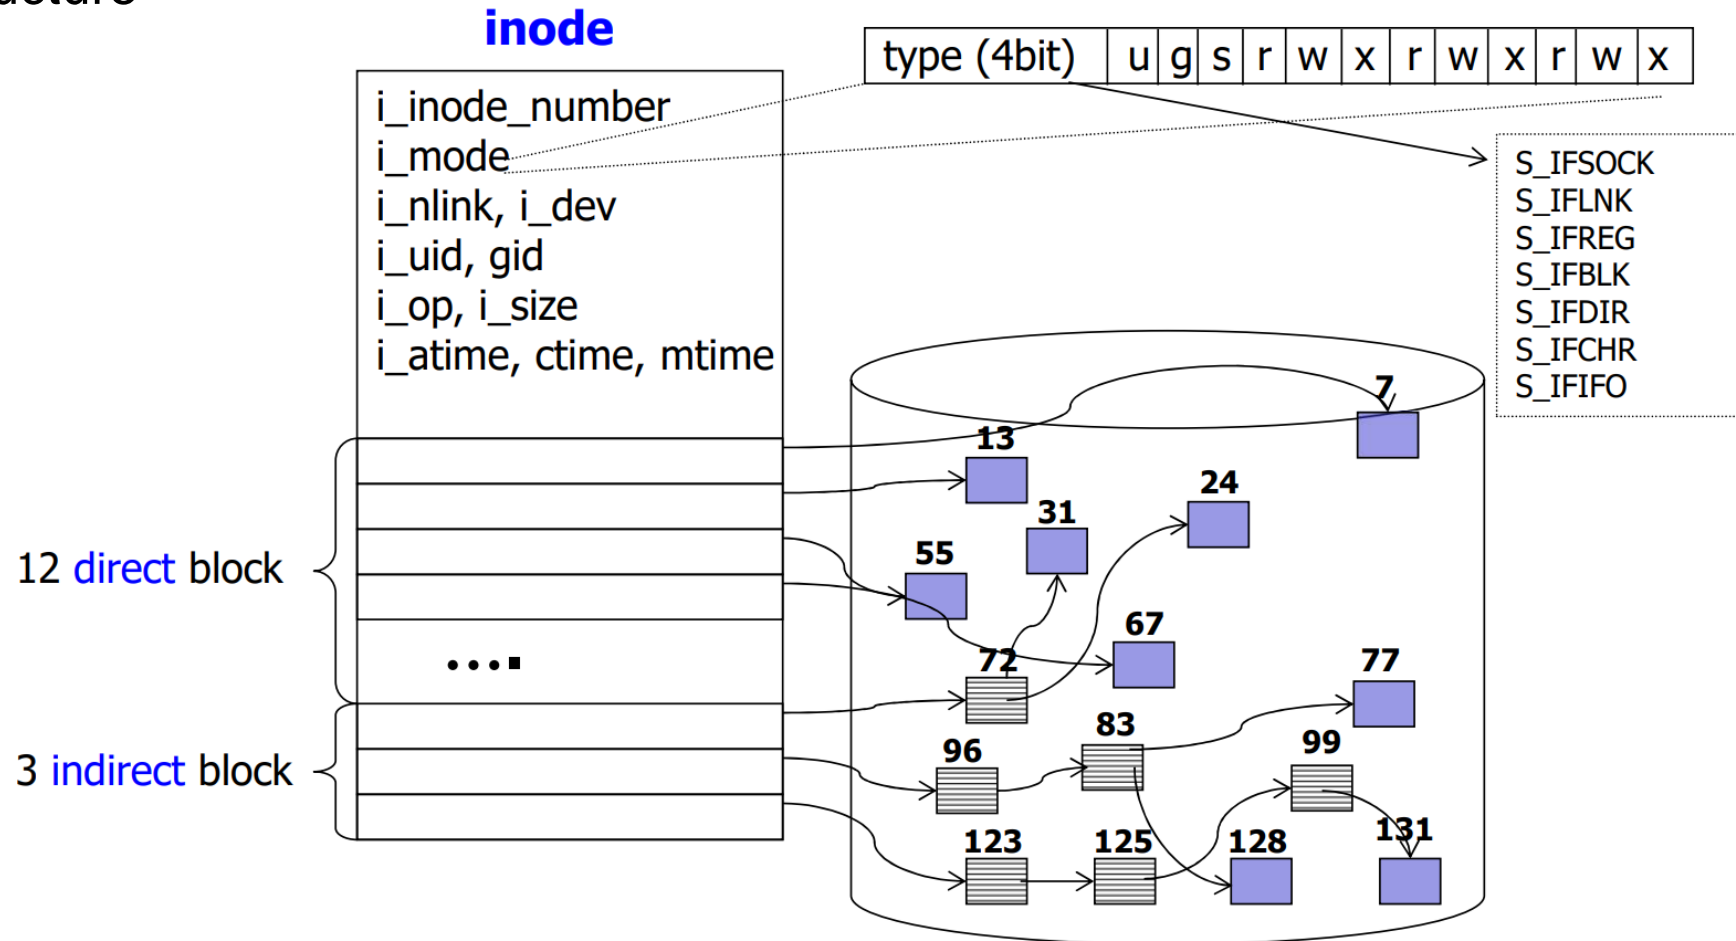 inode
type (4bit) u g s r w x r w x r w x
i_inode_number
i_mode
i_nlink, i_dev
i_uid, gid
i_op, i_size
i_atime, ctime, mtime
S_IFSOCK
S_IFLNK
S_IFREG
S_IFBLK
S_IFDIR
S_IFCHR
S_IFIFO
12 direct block
....
3 indirect block
7
13
24
31
55
67
72
77
83
96
99
123
125
128
131